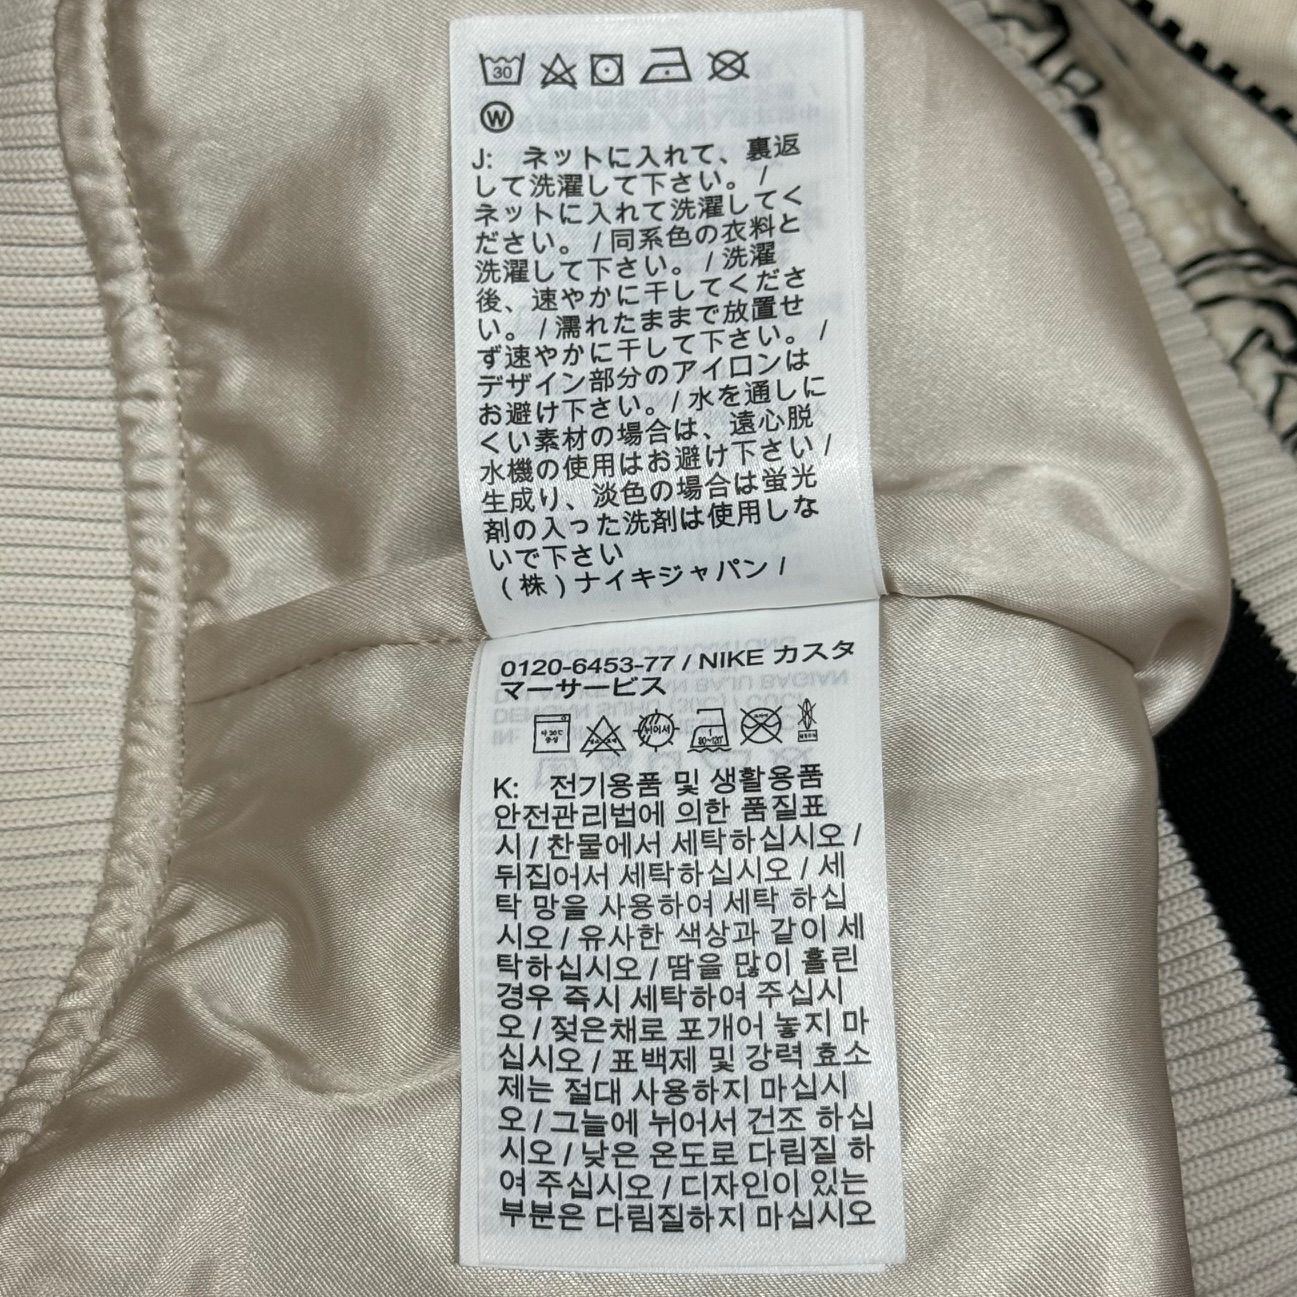 30
W
J: ネットに入れて、裏返
して洗濯して下さい。/
ネットに入れて洗濯してく
ださい。/同系色の衣料と
洗濯して下さい。/洗濯
後、速やかに干してくださ
い。/濡れたままで放置せ
ず速やかに干して下さい。/
デザイン部分のアイロンは
お避け下さい。/水を通しに
くい素材の場合は、遠心脱
水機の使用はお避け下さい/
生成り、淡色の場合は蛍光
剤の入った洗剤は使用しな
いで下さい
(株)ナイキジャパン/
0120-6453-77 / NIKE カスタ
マーサービス
약30℃ 중성 뉘어서 1 80~120℃
K: 전기용품 및 생활용품
안전관리법에 의한 품질표
시 / 찬물에서 세탁하십시오 /
뒤집어서 세탁하십시오 / 세
탁 망을 사용하여 세탁 하십
시오 / 유사한 색상과 같이 세
탁하십시오 / 땀을 많이 흘린
경우 즉시 세탁하여 주십시
오 / 젖은채로 포개어 놓지 마
십시오 / 표백제 및 강력 효소
제는 절대 사용하지 마십시
오 / 그늘에 뉘어서 건조 하십
시오 / 낮은 온도로 다림질 하
여 주십시오 / 디자인이 있는
부분은 다림질하지 마십시오